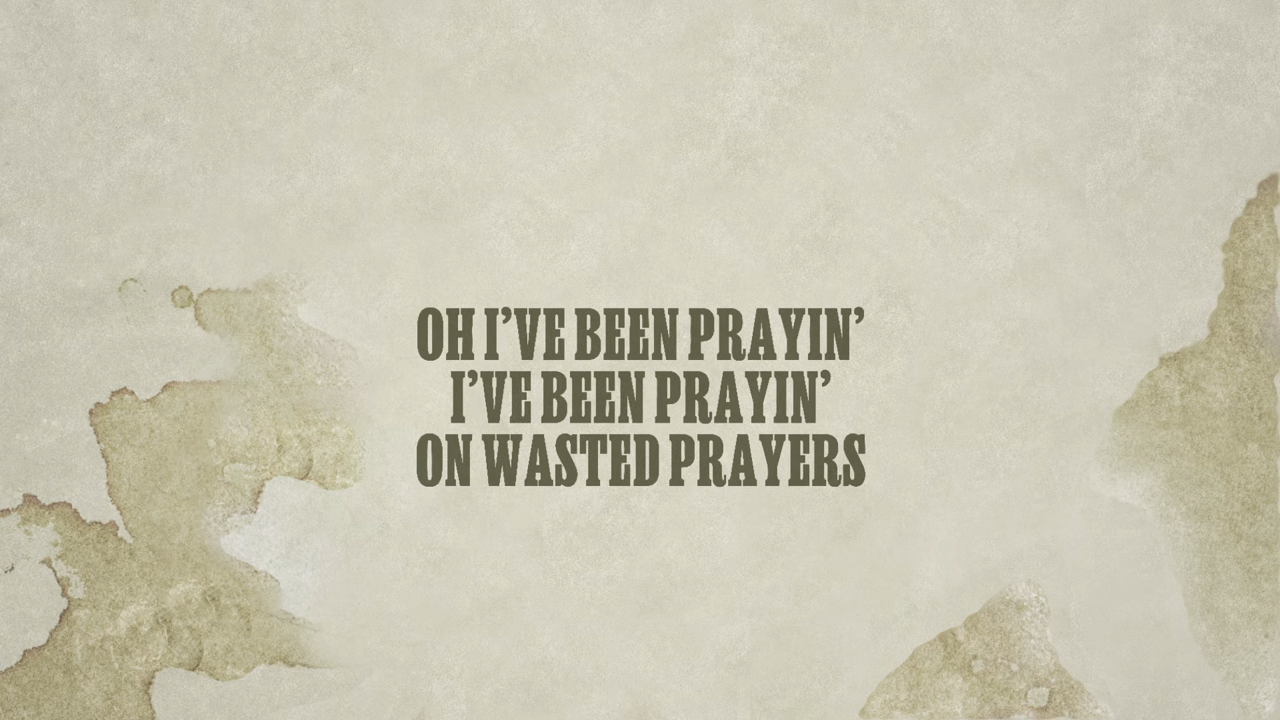 OH I’VE BEEN PRAYIN’
I’VE BEEN PRAYIN’
ON WASTED PRAYERS